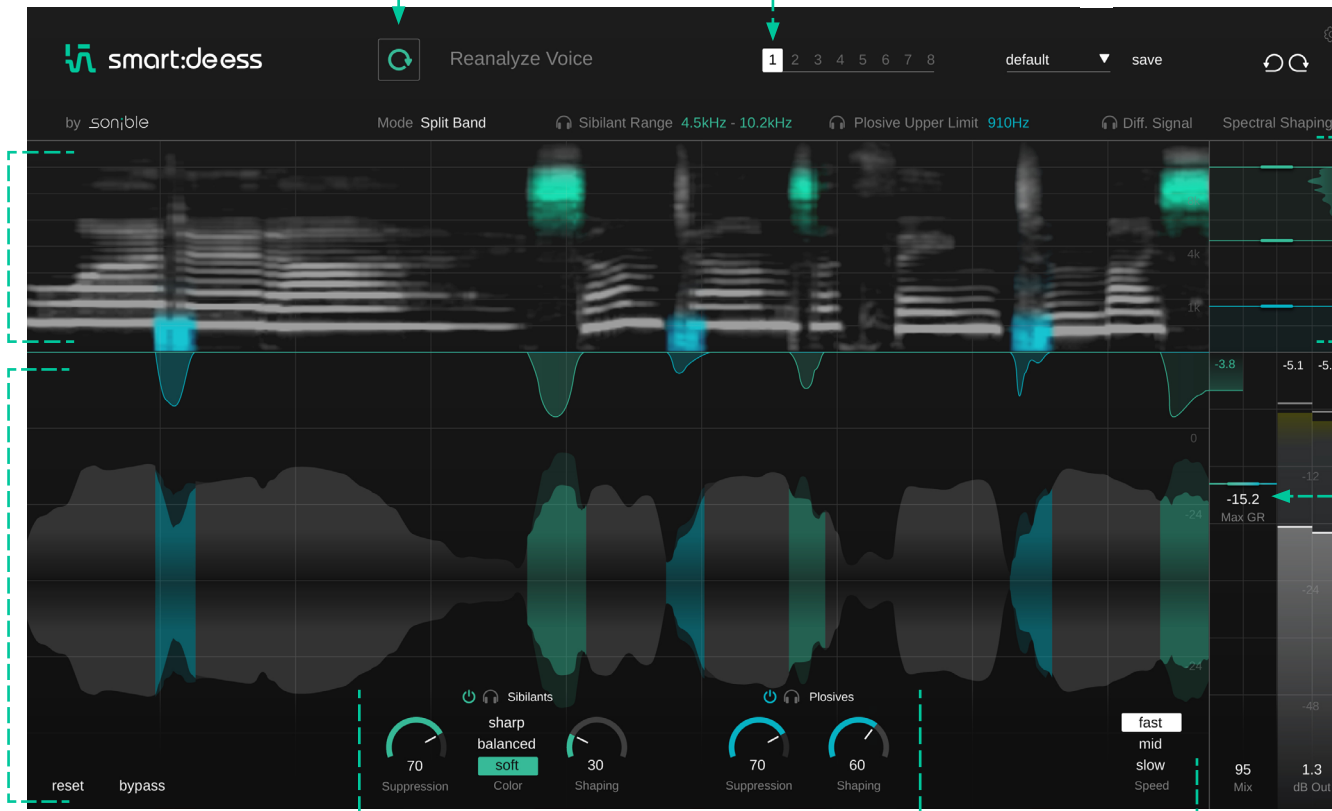 smart:deess
Reanalyze Voice
1 2 3 4 5 6 7 8
default
save
by sonible
Mode Split Band
Sibilant Range 4.5kHz - 10.2kHz
Plosive Upper Limit 910Hz
Diff. Signal
Spectral Shaping
4k
1k
-3.8
-5.1
-5.
0
-12
-15.2
Max GR
-24
-24
-24
-48
Sibilants
Plosives
sharp
balanced
soft
Color
70
Suppression
30
Shaping
70
Suppression
60
Shaping
fast
mid
slow
Speed
reset
bypass
95
Mix
1.3
dB Out